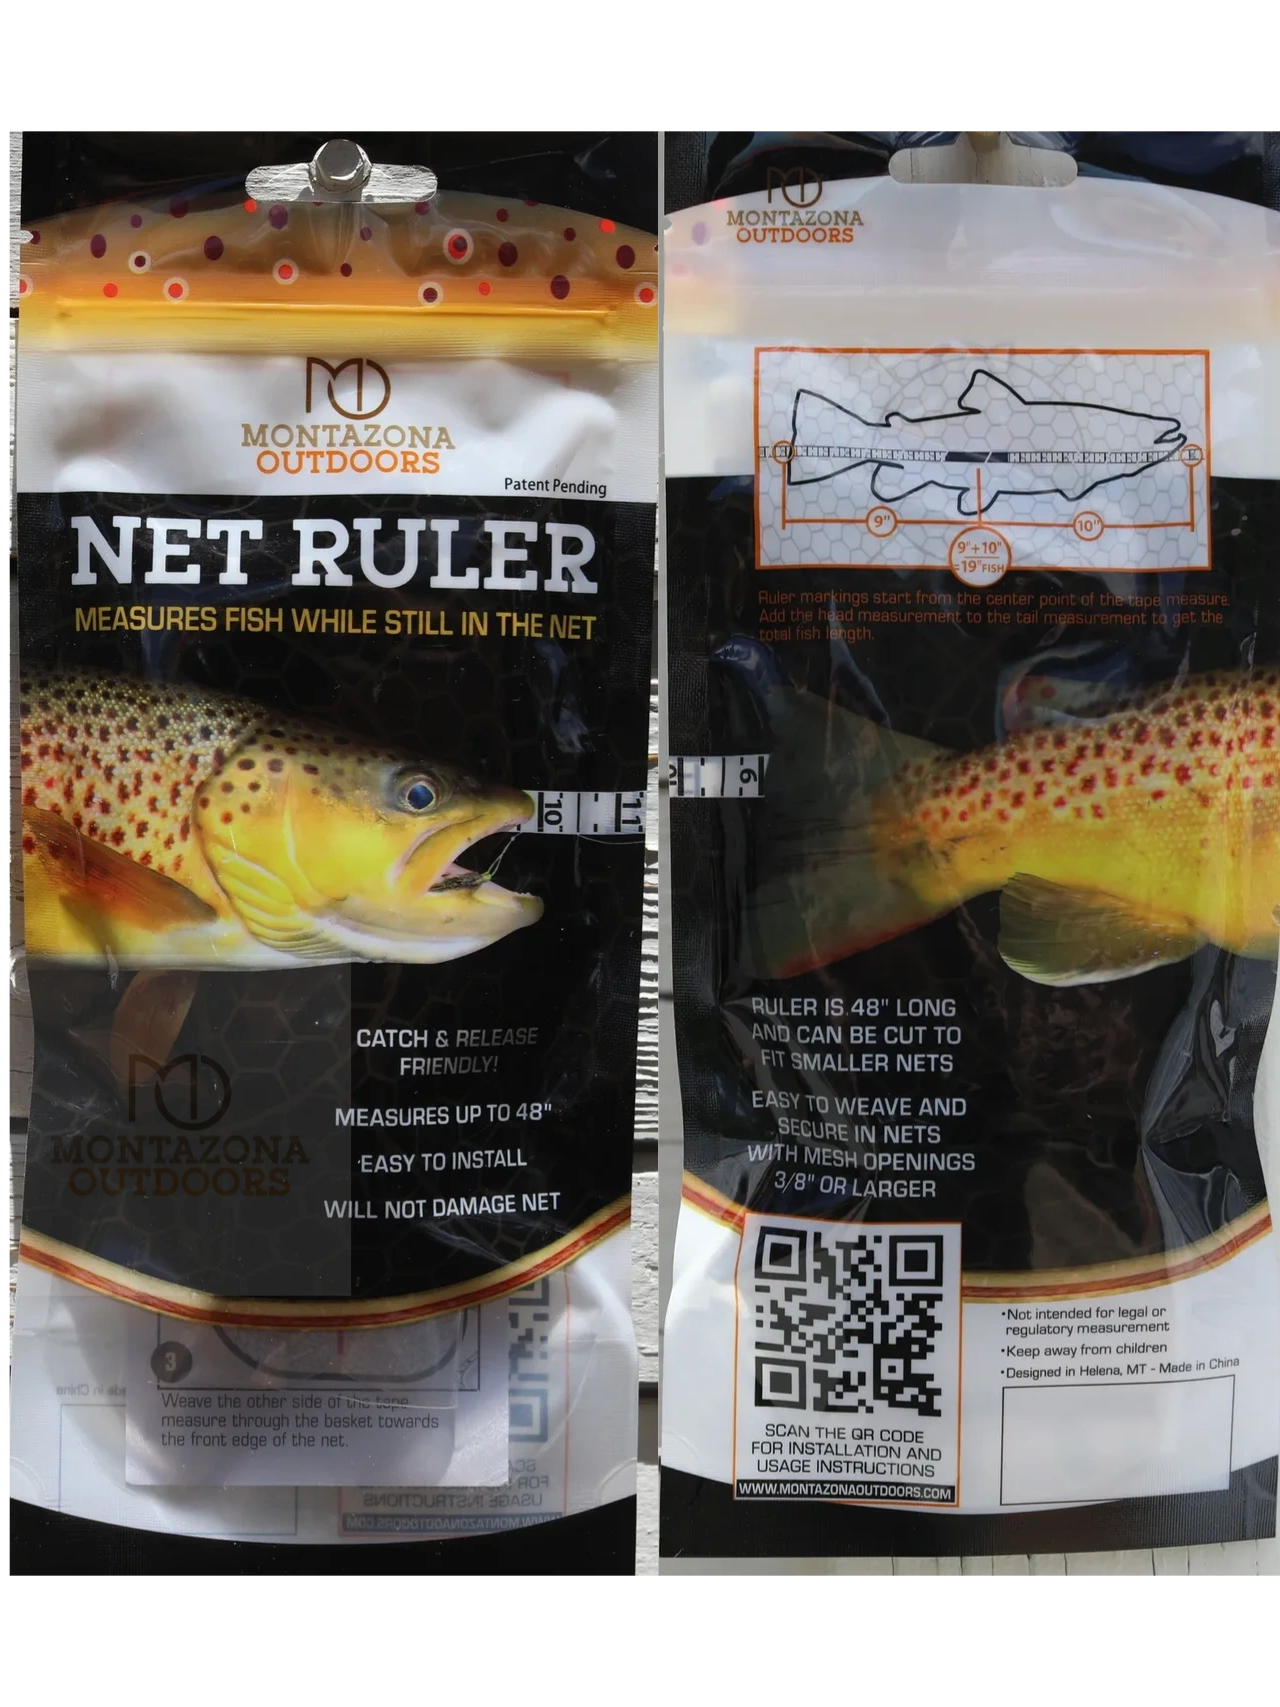 MONTAZONA
OUTDOORS
Patent Pending
NET RULER
MEASURES FISH WHILE STILL IN THE NET
10
11
CATCH & RELEASE
FRIENDLY!
MEASURES UP TO 48"
EASY TO INSTALL
WILL NOT DAMAGE NET
MONTAZONA
OUTDOORS
3
Weave the other side of the tape
measure through the basket towards
the front edge of the net.
MONTAZONA
OUTDOORS
9"
10"
9"+10"
=19"FISH
Ruler markings start from the center point of the tape measure.
Add the head measurement to the tail measurement to get the
total fish length.
RULER IS 48" LONG
AND CAN BE CUT TO
FIT SMALLER NETS
EASY TO WEAVE AND
SECURE IN NETS
WITH MESH OPENINGS
3/8" OR LARGER
SCAN THE QR CODE
FOR INSTALLATION AND
USAGE INSTRUCTIONS
WWW.MONTAZONAOUTDOORS.COM
•Not intended for legal or
regulatory measurement
•Keep away from children
•Designed in Helena, MT - Made in China